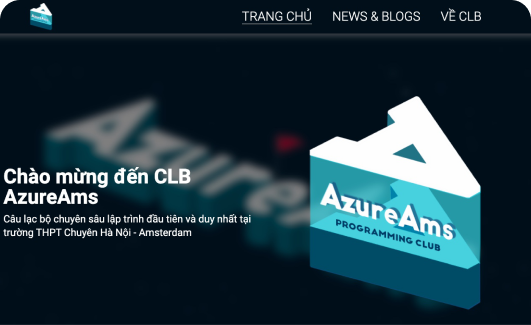 TRANG CHỦ NEWS & BLOGS VỀ CLB
Chào mừng đến CLB
AzureAms
Câu lạc bộ chuyên sâu lập trình đầu tiên và duy nhất tại
trường THPT Chuyên Hà Nội - Amsterdam
AzureAms
PROGRAMMING CLUB